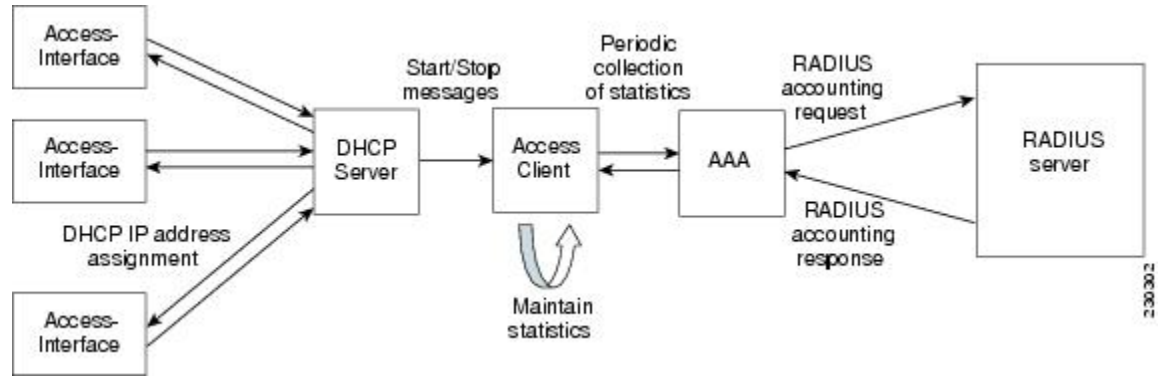 Access-
Interface
Access-
Interface
DHCP IP address
assignment
Access-
Interface
DHCP
Server
Start/Stop
messages
Access
Client
Maintain
statistics
Periodic
collection
of statistics
AAA
RADIUS
accounting
request
RADIUS
accounting
response
RADIUS
server
230302